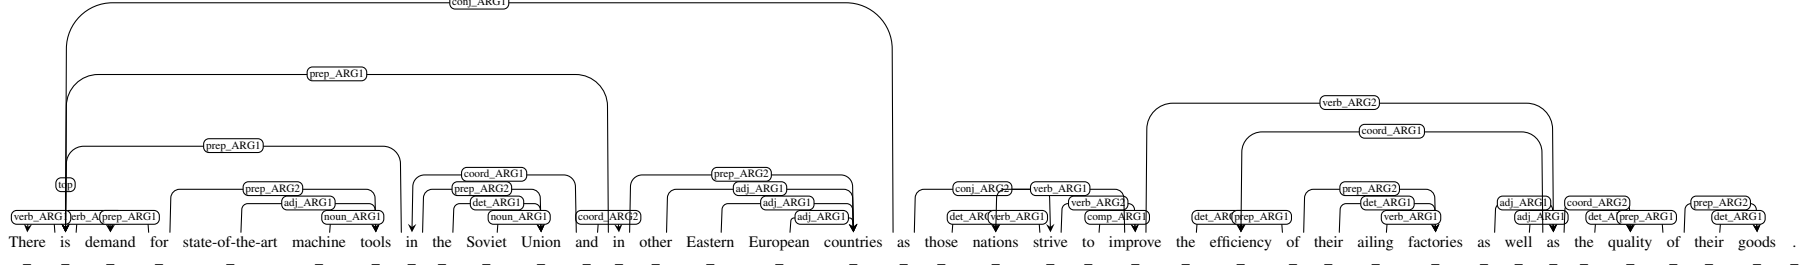 conj_ARG1
prep_ARG1
verb_ARG2
coord_ARG1
prep_ARG1
coord_ARG1 prep_ARG2
top prep_ARG2 prep_ARG2 adj_ARG1 conj_ARG2 verb_ARG1 prep_ARG2
adj_ARG1 det_ARG1 adj_ARG1 verb_ARG2 det_ARG1 adj_ARG1 coord_ARG2 prep_ARG2
verb_ARG1 prep_ARG1 noun_ARG1 noun_ARG1 coord_ARG2 adj_ARG1 verb_ARG1 comp_ARG1 prep_ARG1 verb_ARG1 adj_ARG1 prep_ARG1 det_ARG1
There is demand for state-of-the-art machine tools in the Soviet Union and in other Eastern European countries as those nations strive to improve the efficiency of their ailing factories as well as the quality of their goods .
_ _ _ _ _ _ _ _ _ _ _ _ _ _ _ _ _ _ _ _ _ _ _ _ _ _ _ _ _ _ _ _ _ _ _ _ _